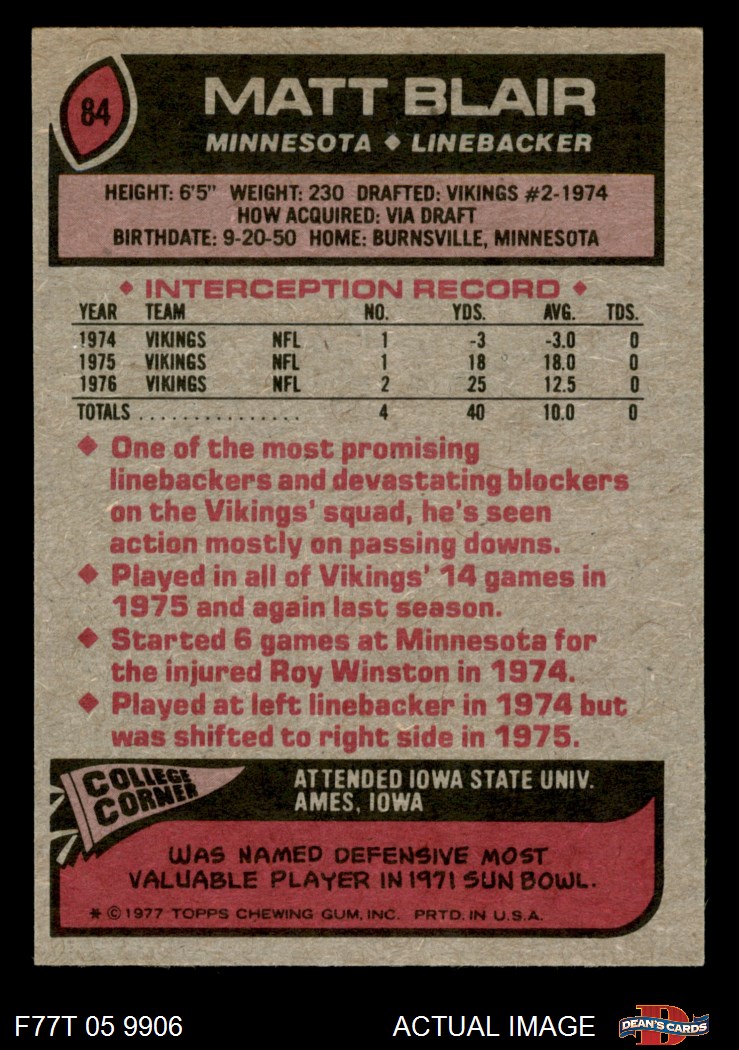 84
MATT BLAIR
MINNESOTA ◆ LINEBACKER
HEIGHT: 6'5" WEIGHT: 230 DRAFTED: VIKINGS #2-1974
HOW ACQUIRED: VIA DRAFT
BIRTHDATE: 9-20-50 HOME: BURNSVILLE, MINNESOTA
◆ INTERCEPTION RECORD ◆
YEAR TEAM NO. YDS. AVG. TDS.
1974 VIKINGS NFL 1 -3 -3.0 0
1975 VIKINGS NFL 1 18 18.0 0
1976 VIKINGS NFL 2 25 12.5 0
TOTALS ............... 4 40 10.0 0
◆ One of the most promising
linebackers and devastating blockers
on the Vikings' squad, he's seen
action mostly on passing downs.
◆ Played in all of Vikings' 14 games in
1975 and again last season.
◆ Started 6 games at Minnesota for
the injured Roy Winston in 1974.
◆ Played at left linebacker in 1974 but
was shifted to right side in 1975.
COLLEGE
CORNER
ATTENDED IOWA STATE UNIV.
AMES, IOWA
WAS NAMED DEFENSIVE MOST
VALUABLE PLAYER IN 1971 SUN BOWL.
* © 1977 TOPPS CHEWING GUM, INC. PRTD. IN U.S.A.
F77T 05 9906 ACTUAL IMAGE
D
DEAN'S CARDS